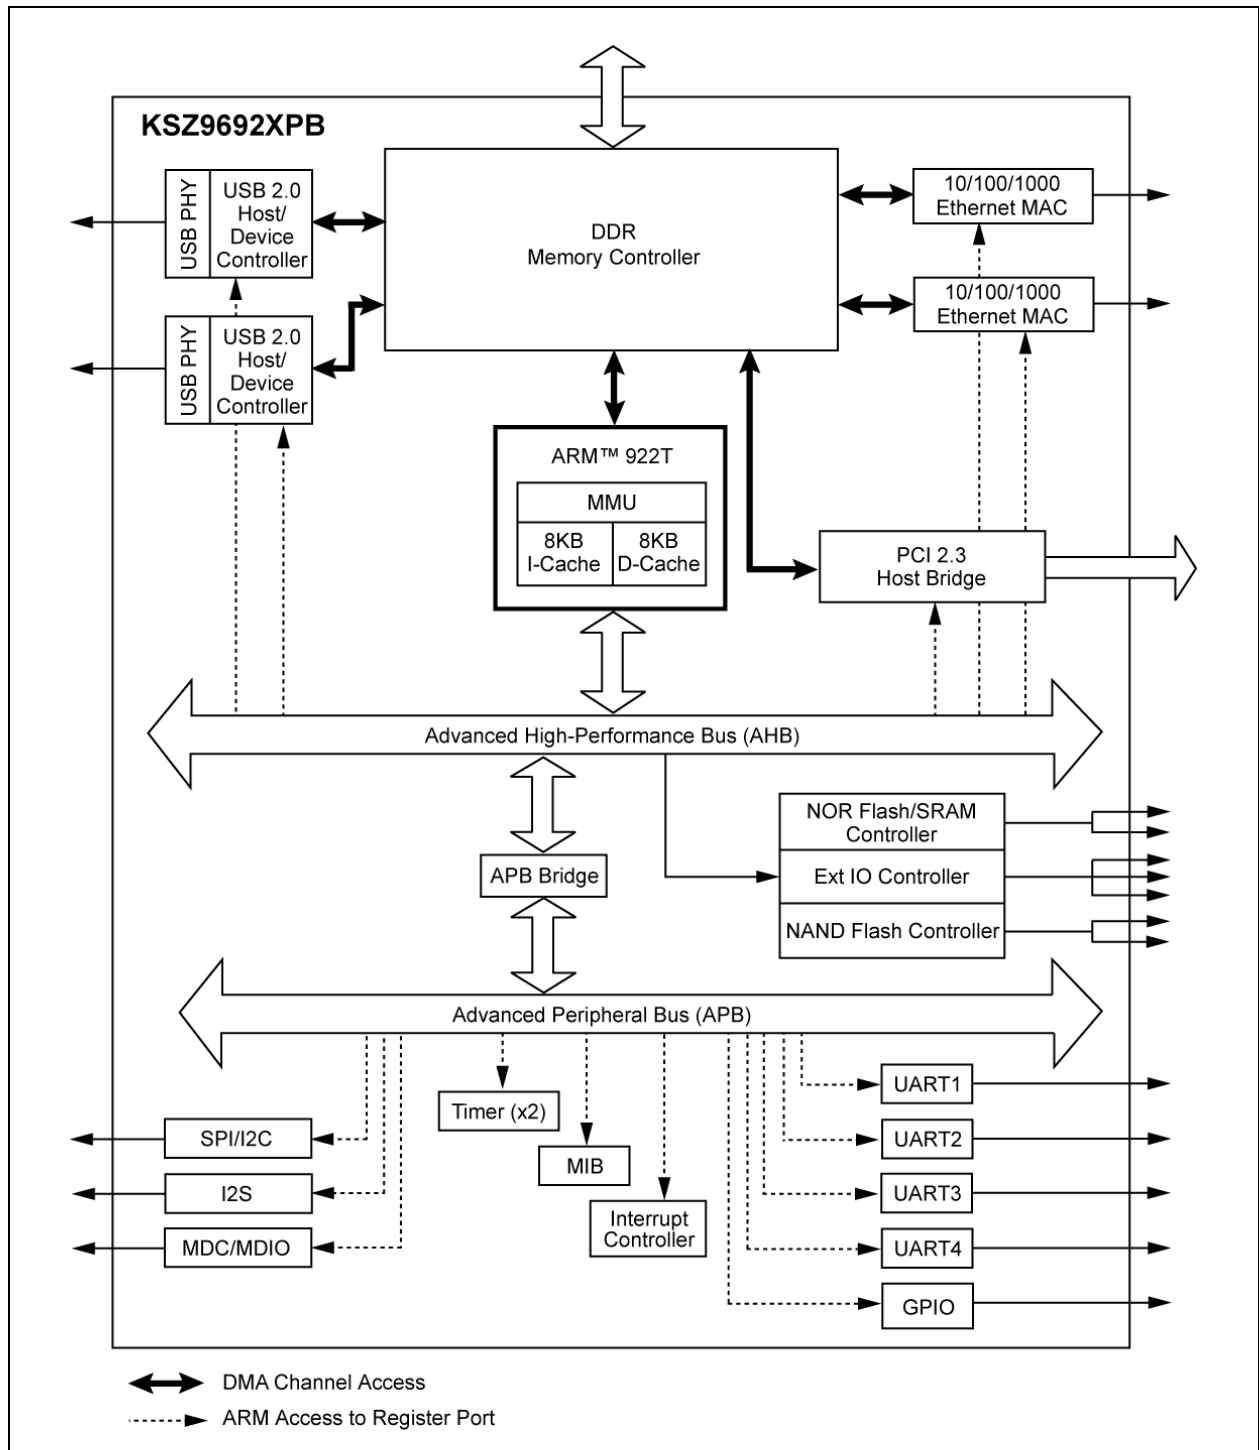 KSZ9692XPB
USB PHY
USB 2.0
Host/
Device
Controller
DDR
Memory Controller
10/100/1000
Ethernet MAC
10/100/1000
Ethernet MAC
USB PHY
USB 2.0
Host/
Device
Controller
ARM™ 922T
MMU
8KB
I-Cache
8KB
D-Cache
PCI 2.3
Host Bridge
Advanced High-Performance Bus (AHB)
NOR Flash/SRAM
Controller
APB Bridge
Ext IO Controller
NAND Flash Controller
Advanced Peripheral Bus (APB)
Timer (x2)
UART1
SPI/I2C
MIB
UART2
I2S
Interrupt
Controller
UART3
MDC/MDIO
UART4
GPIO
DMA Channel Access
ARM Access to Register Port